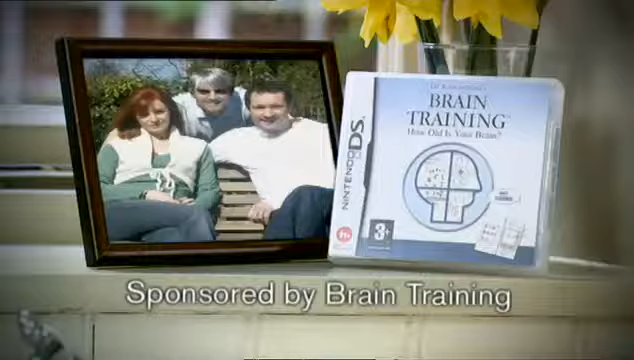 BRAIN
TRAINING
How Old Is Your Brain?
NINTENDO DS
3+
Sponsored by Brain Training